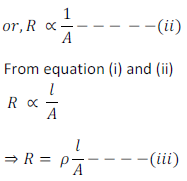 or, R ∝ 1/A − − − − −(ii)
From equation (i) and (ii)
R ∝ l/A
⇒ R = ρ l/A − − − −(iii)